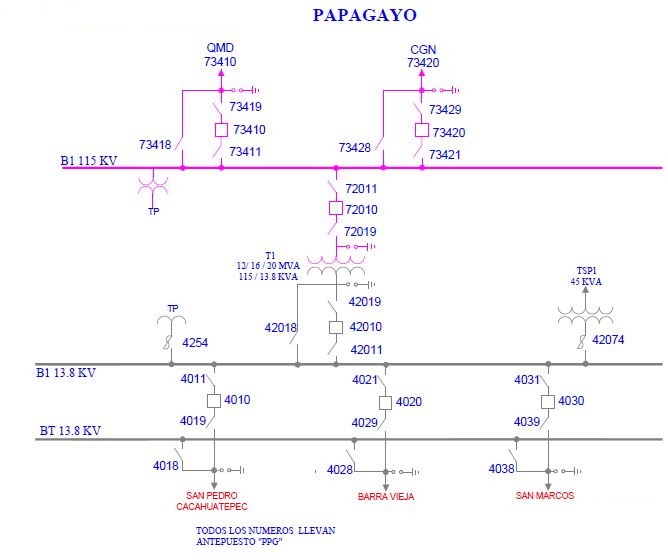 PAPAGAYO
QMD
73410
CGN
73420
73419
73410
73418
73411
73429
73420
73428
73421
B1 115 KV
TP
72011
72010
72019
T1
12/ 16 / 20 MVA
115 / 13.8 KVA
TSP1
45 KVA
TP
4254
42019
42018
42010
42011
42074
B1 13.8 KV
4011
4010
4019
4021
4020
4029
4031
4030
4039
BT 13.8 KV
4018
4028
4038
SAN PEDRO
CACAHUATEPEC
BARRA VIEJA
SAN MARCOS
TODOS LOS NUMEROS LLEVAN
ANTEPUESTO "PPG"